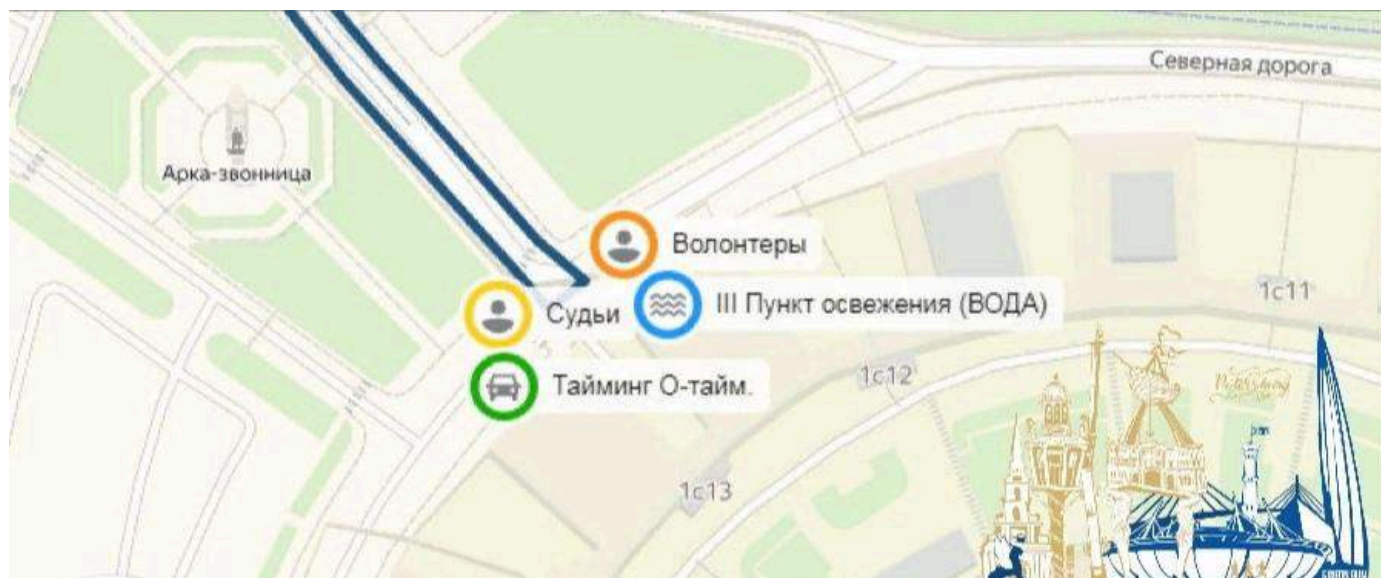 Северная дорога
Арка-звонница
Волонтеры
1с11
III Пункт освежения (ВОДА)
Судьи
1с12
Тайминг О-тайм.
1с13